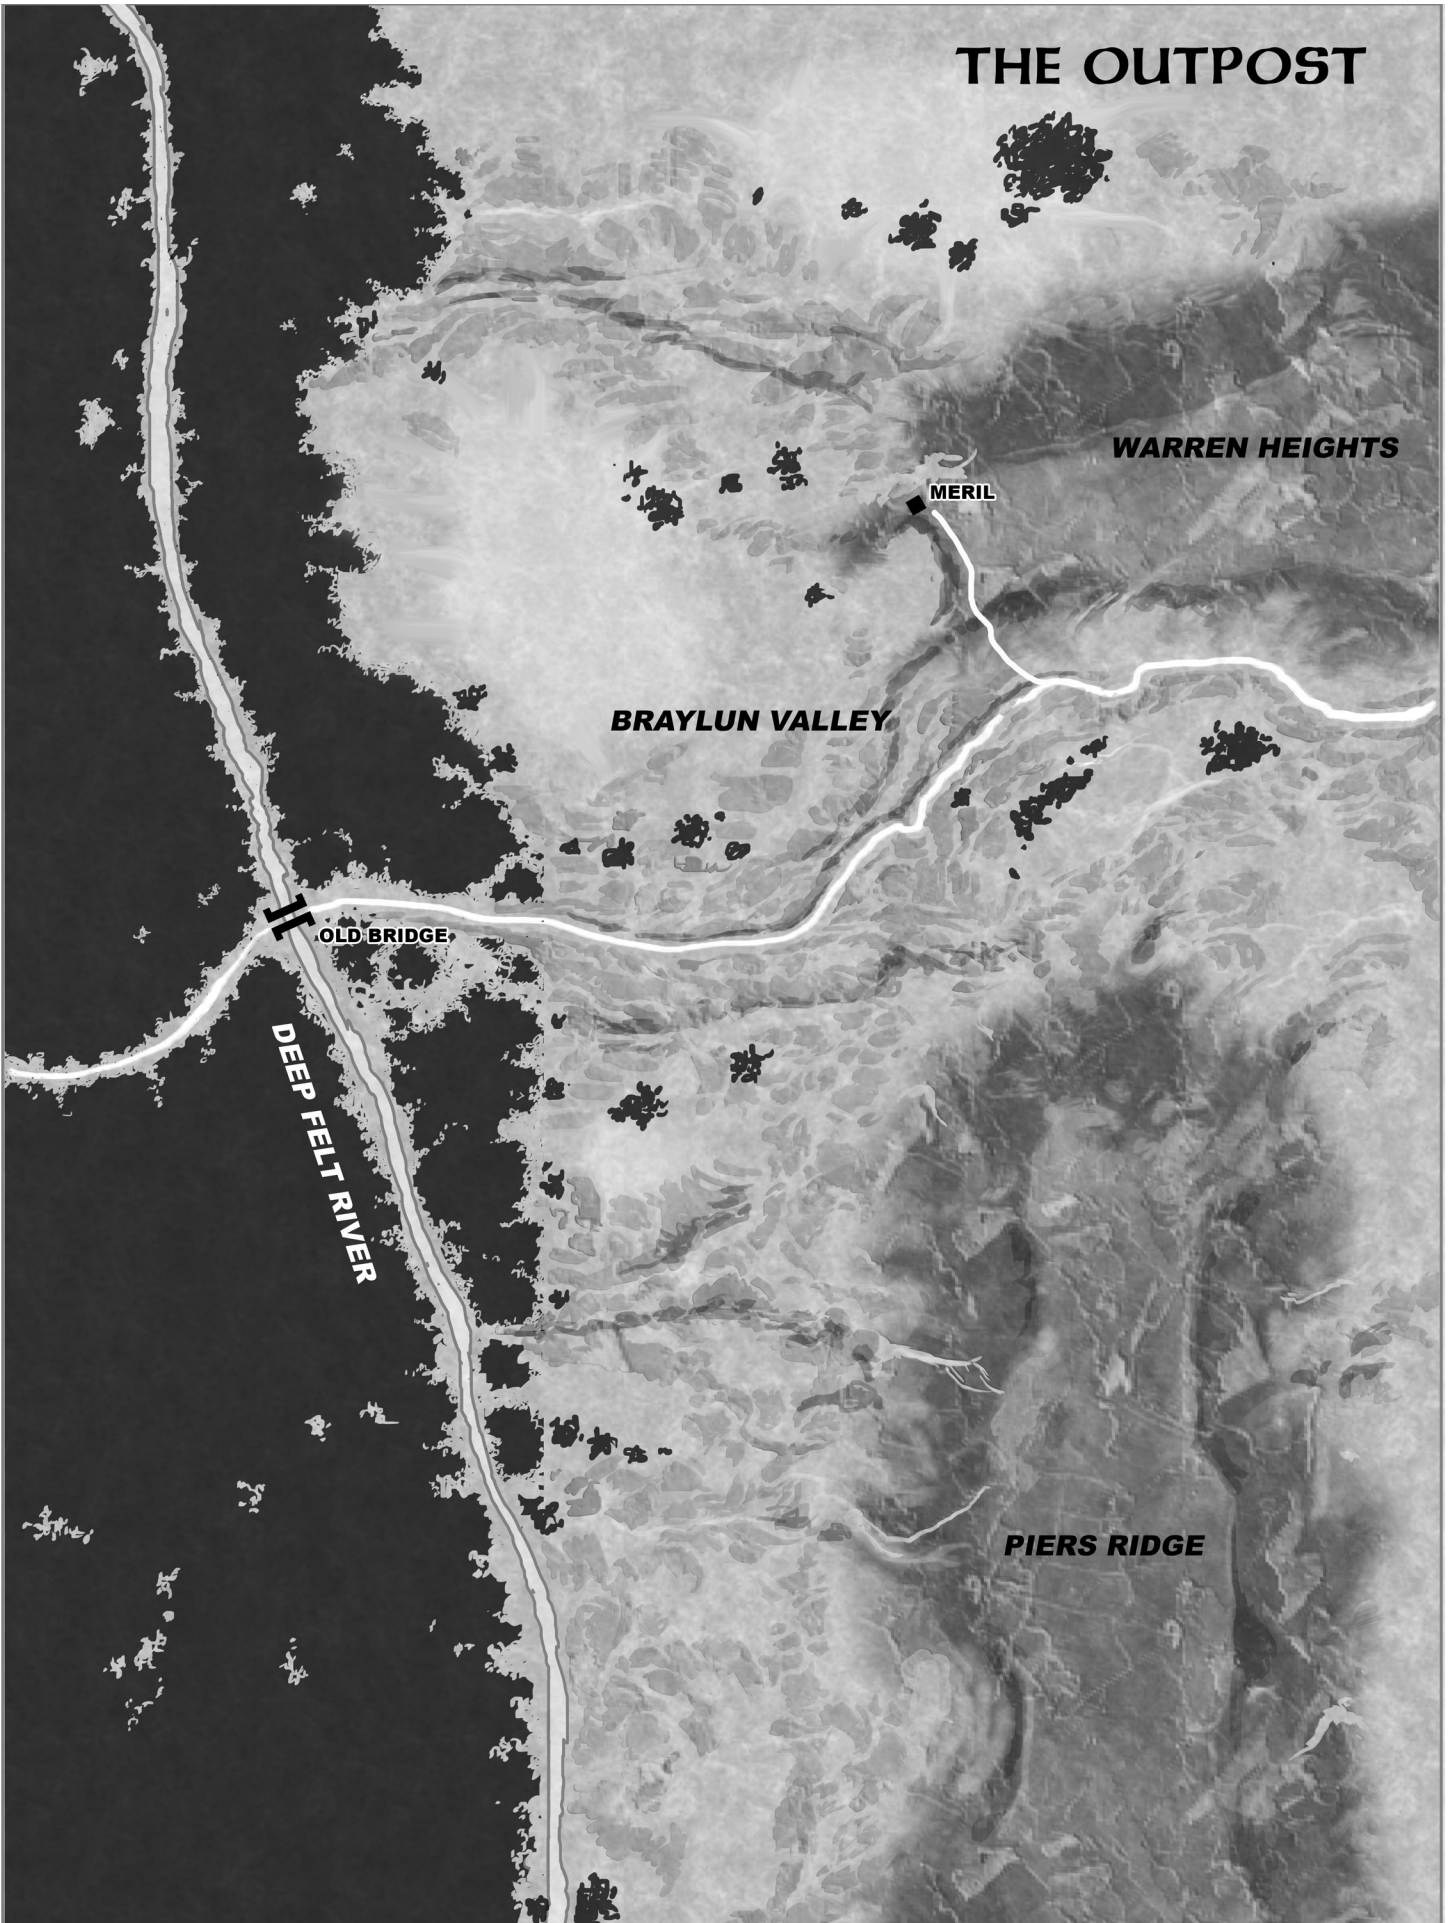 THE OUTPOST
WARREN HEIGHTS
MERIL
BRAYLUN VALLEY
OLD BRIDGE
DEEP FELT RIVER
PIERS RIDGE